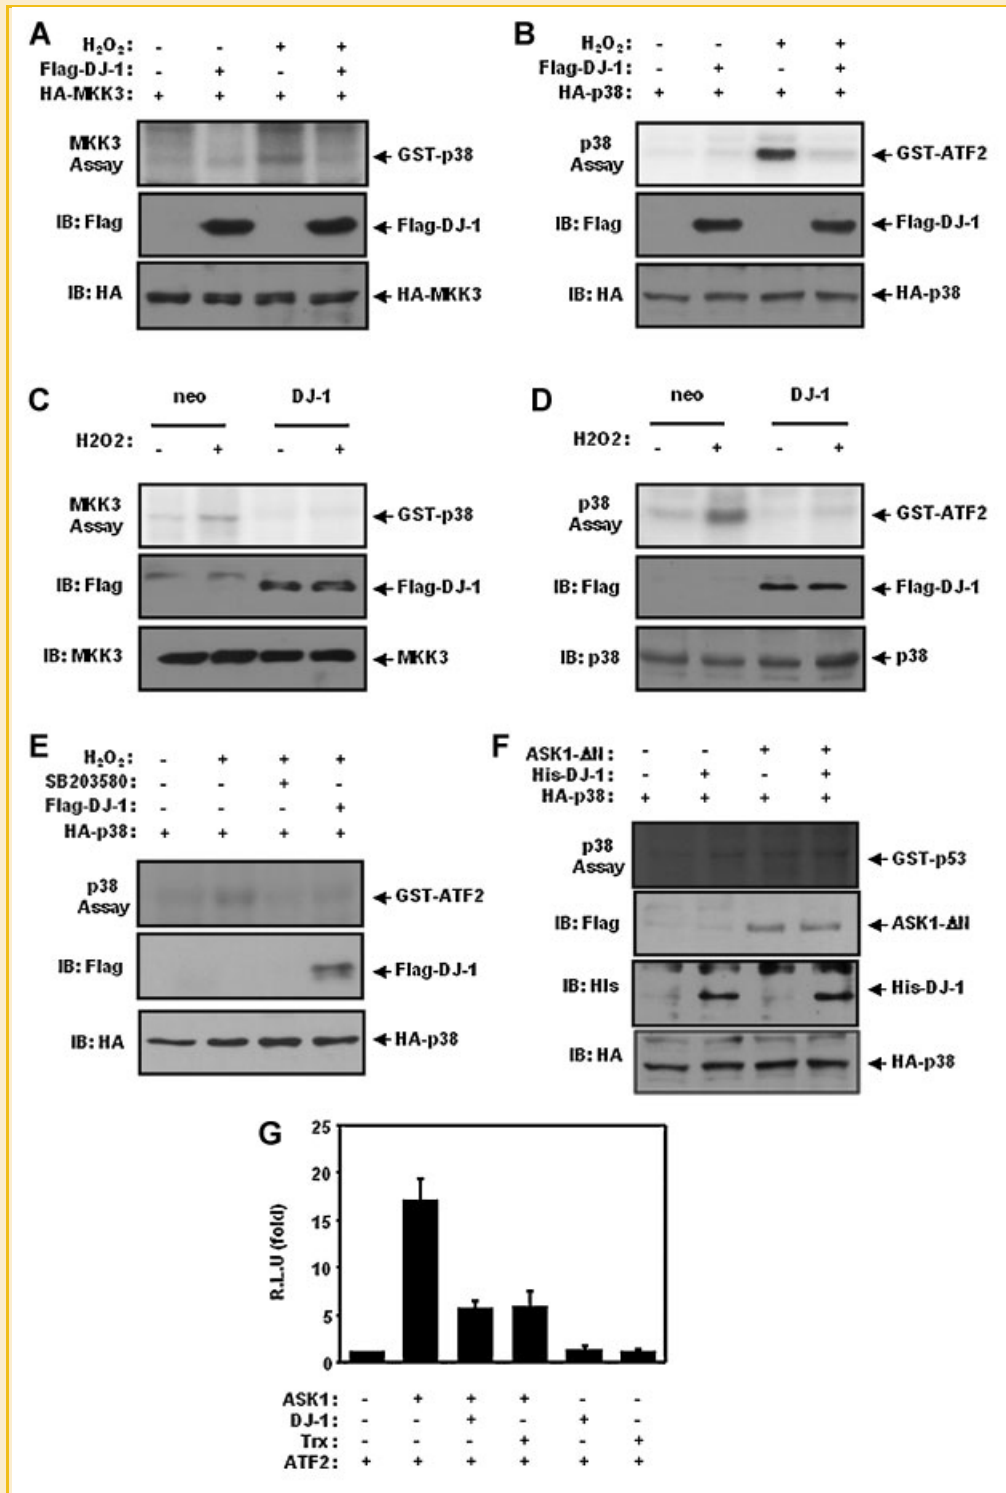 A
H₂O₂: - - + +
Flag-DJ-1: - + - +
HA-MKK3: + + + +
MKK3 Assay
GST-p38
IB: Flag
Flag-DJ-1
IB: HA
HA-MKK3
B
H₂O₂: - - + +
Flag-DJ-1: - + - +
HA-p38: + + + +
p38 Assay
GST-ATF2
IB: Flag
Flag-DJ-1
IB: HA
HA-p38
C
neo DJ-1
H2O2: - + - +
MKK3 Assay
GST-p38
IB: Flag
Flag-DJ-1
IB: MKK3
MKK3
D
neo DJ-1
H2O2: - + - +
p38 Assay
GST-ATF2
IB: Flag
Flag-DJ-1
IB: p38
p38
E
H₂O₂: - + + +
SB203580: - - + -
Flag-DJ-1: - - - +
HA-p38: + + + +
p38 Assay
GST-ATF2
IB: Flag
Flag-DJ-1
IB: HA
HA-p38
F
ASK1-ΔN: - - + +
His-DJ-1: - + - +
HA-p38: + + + +
p38 Assay
GST-p53
IB: Flag
ASK1-ΔN
IB: HIs
His-DJ-1
IB: HA
HA-p38
G
R.L.U (fold)
25
20
15
10
5
0
ASK1: - + + + - -
DJ-1: - - + - + -
Trx: - - - + - +
ATF2: + + + + + +